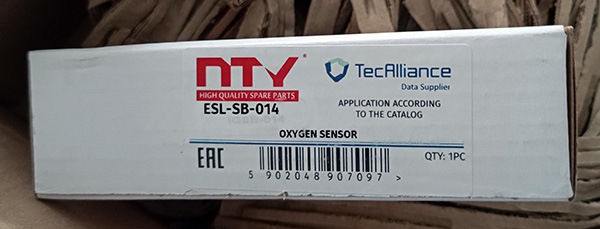 NTY
HIGH QUALITY SPARE PARTS
ESL-SB-014
TecAlliance
Data Supplier
APPLICATION ACCORDING
TO THE CATALOG
OXYGEN SENSOR
EAC
QTY: 1PC
5 902048 907097 >